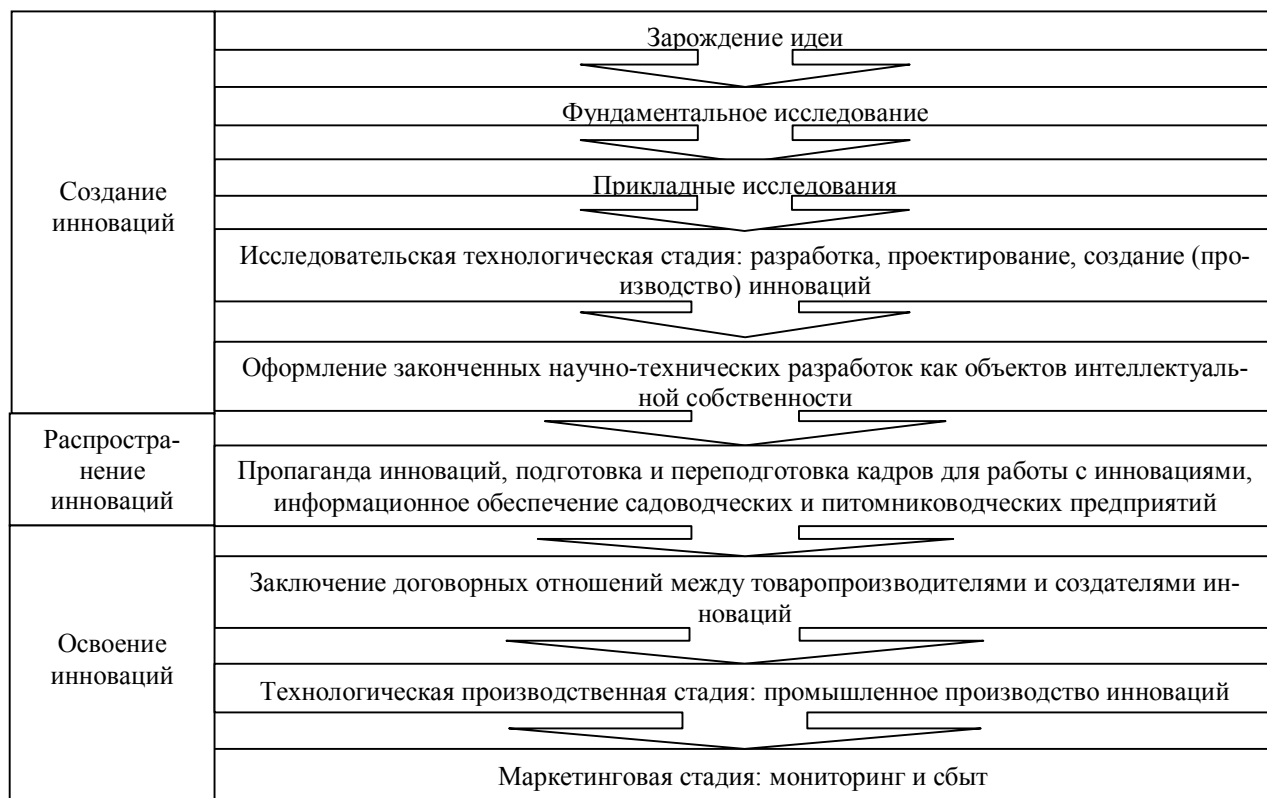 Создание
инноваций
Зарождение идеи
Фундаментальное исследование
Прикладные исследования
Исследовательская технологическая стадия: разработка, проектирование, создание (про-
изводство) инноваций
Оформление законченных научно-технических разработок как объектов интеллектуаль-
ной собственности
Распростра-
нение
инноваций
Пропаганда инноваций, подготовка и переподготовка кадров для работы с инновациями,
информационное обеспечение садоводческих и питомниководческих предприятий
Освоение
инноваций
Заключение договорных отношений между товаропроизводителями и создателями ин-
новаций
Технологическая производственная стадия: промышленное производство инноваций
Маркетинговая стадия: мониторинг и сбыт